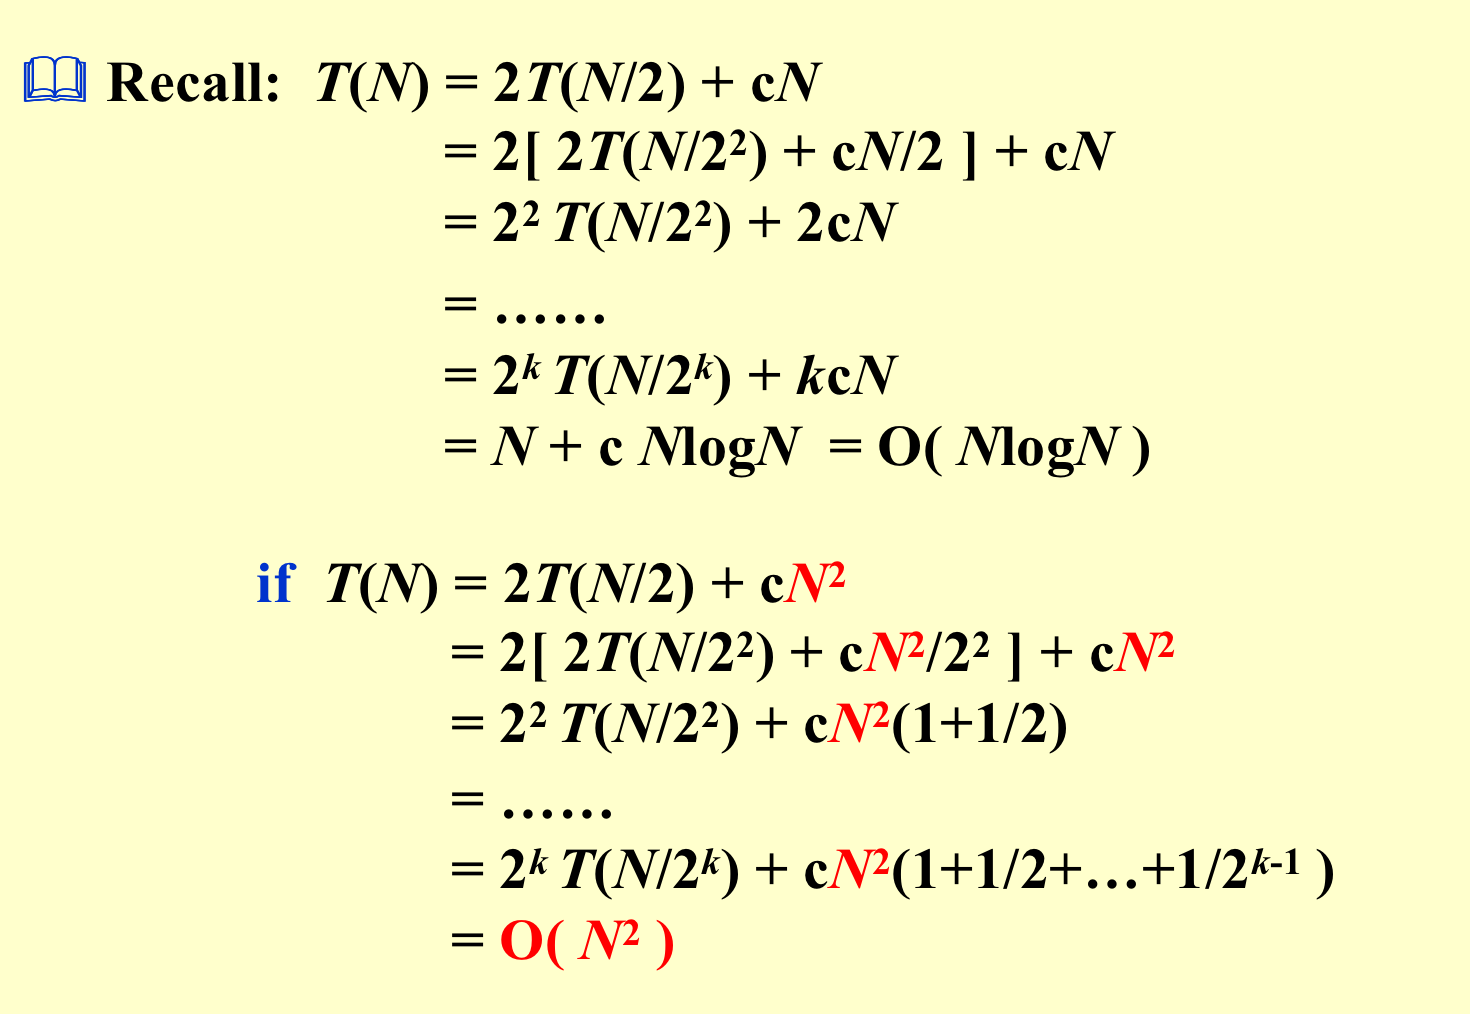 Recall: T(N) = 2T(N/2) + cN
= 2[ 2T(N/2²) + cN/2 ] + cN
= 2² T(N/2²) + 2cN
= ……
= 2ᵏ T(N/2ᵏ) + kcN
= N + c NlogN = O( NlogN )
if T(N) = 2T(N/2) + cN²
= 2[ 2T(N/2²) + cN²/2² ] + cN²
= 2² T(N/2²) + cN²(1+1/2)
= ……
= 2ᵏ T(N/2ᵏ) + cN²(1+1/2+…+1/2ᵏ⁻¹ )
= O( N² )